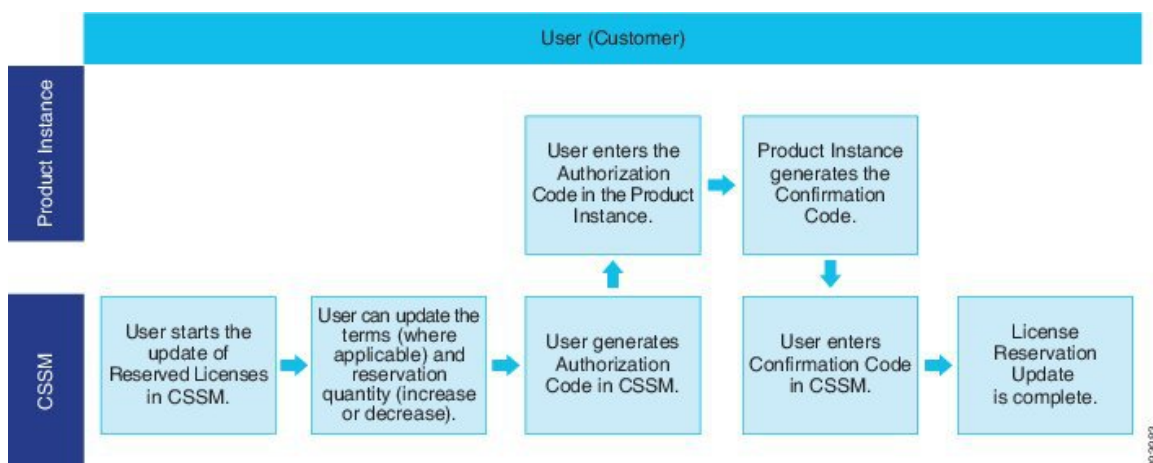 User (Customer)
Product Instance
User enters the
Authorization
Code in the Product
Instance.
Product Instance
generates the
Confirmation
Code.
CSSM
User starts the
update of
Reserved Licenses
in CSSM.
User can update the
terms (where
applicable) and
reservation
quantity (increase
or decrease).
User generates
Authorization
Code in CSSM.
User enters
Confirmation Code
in CSSM.
License
Reservation
Update
is complete.